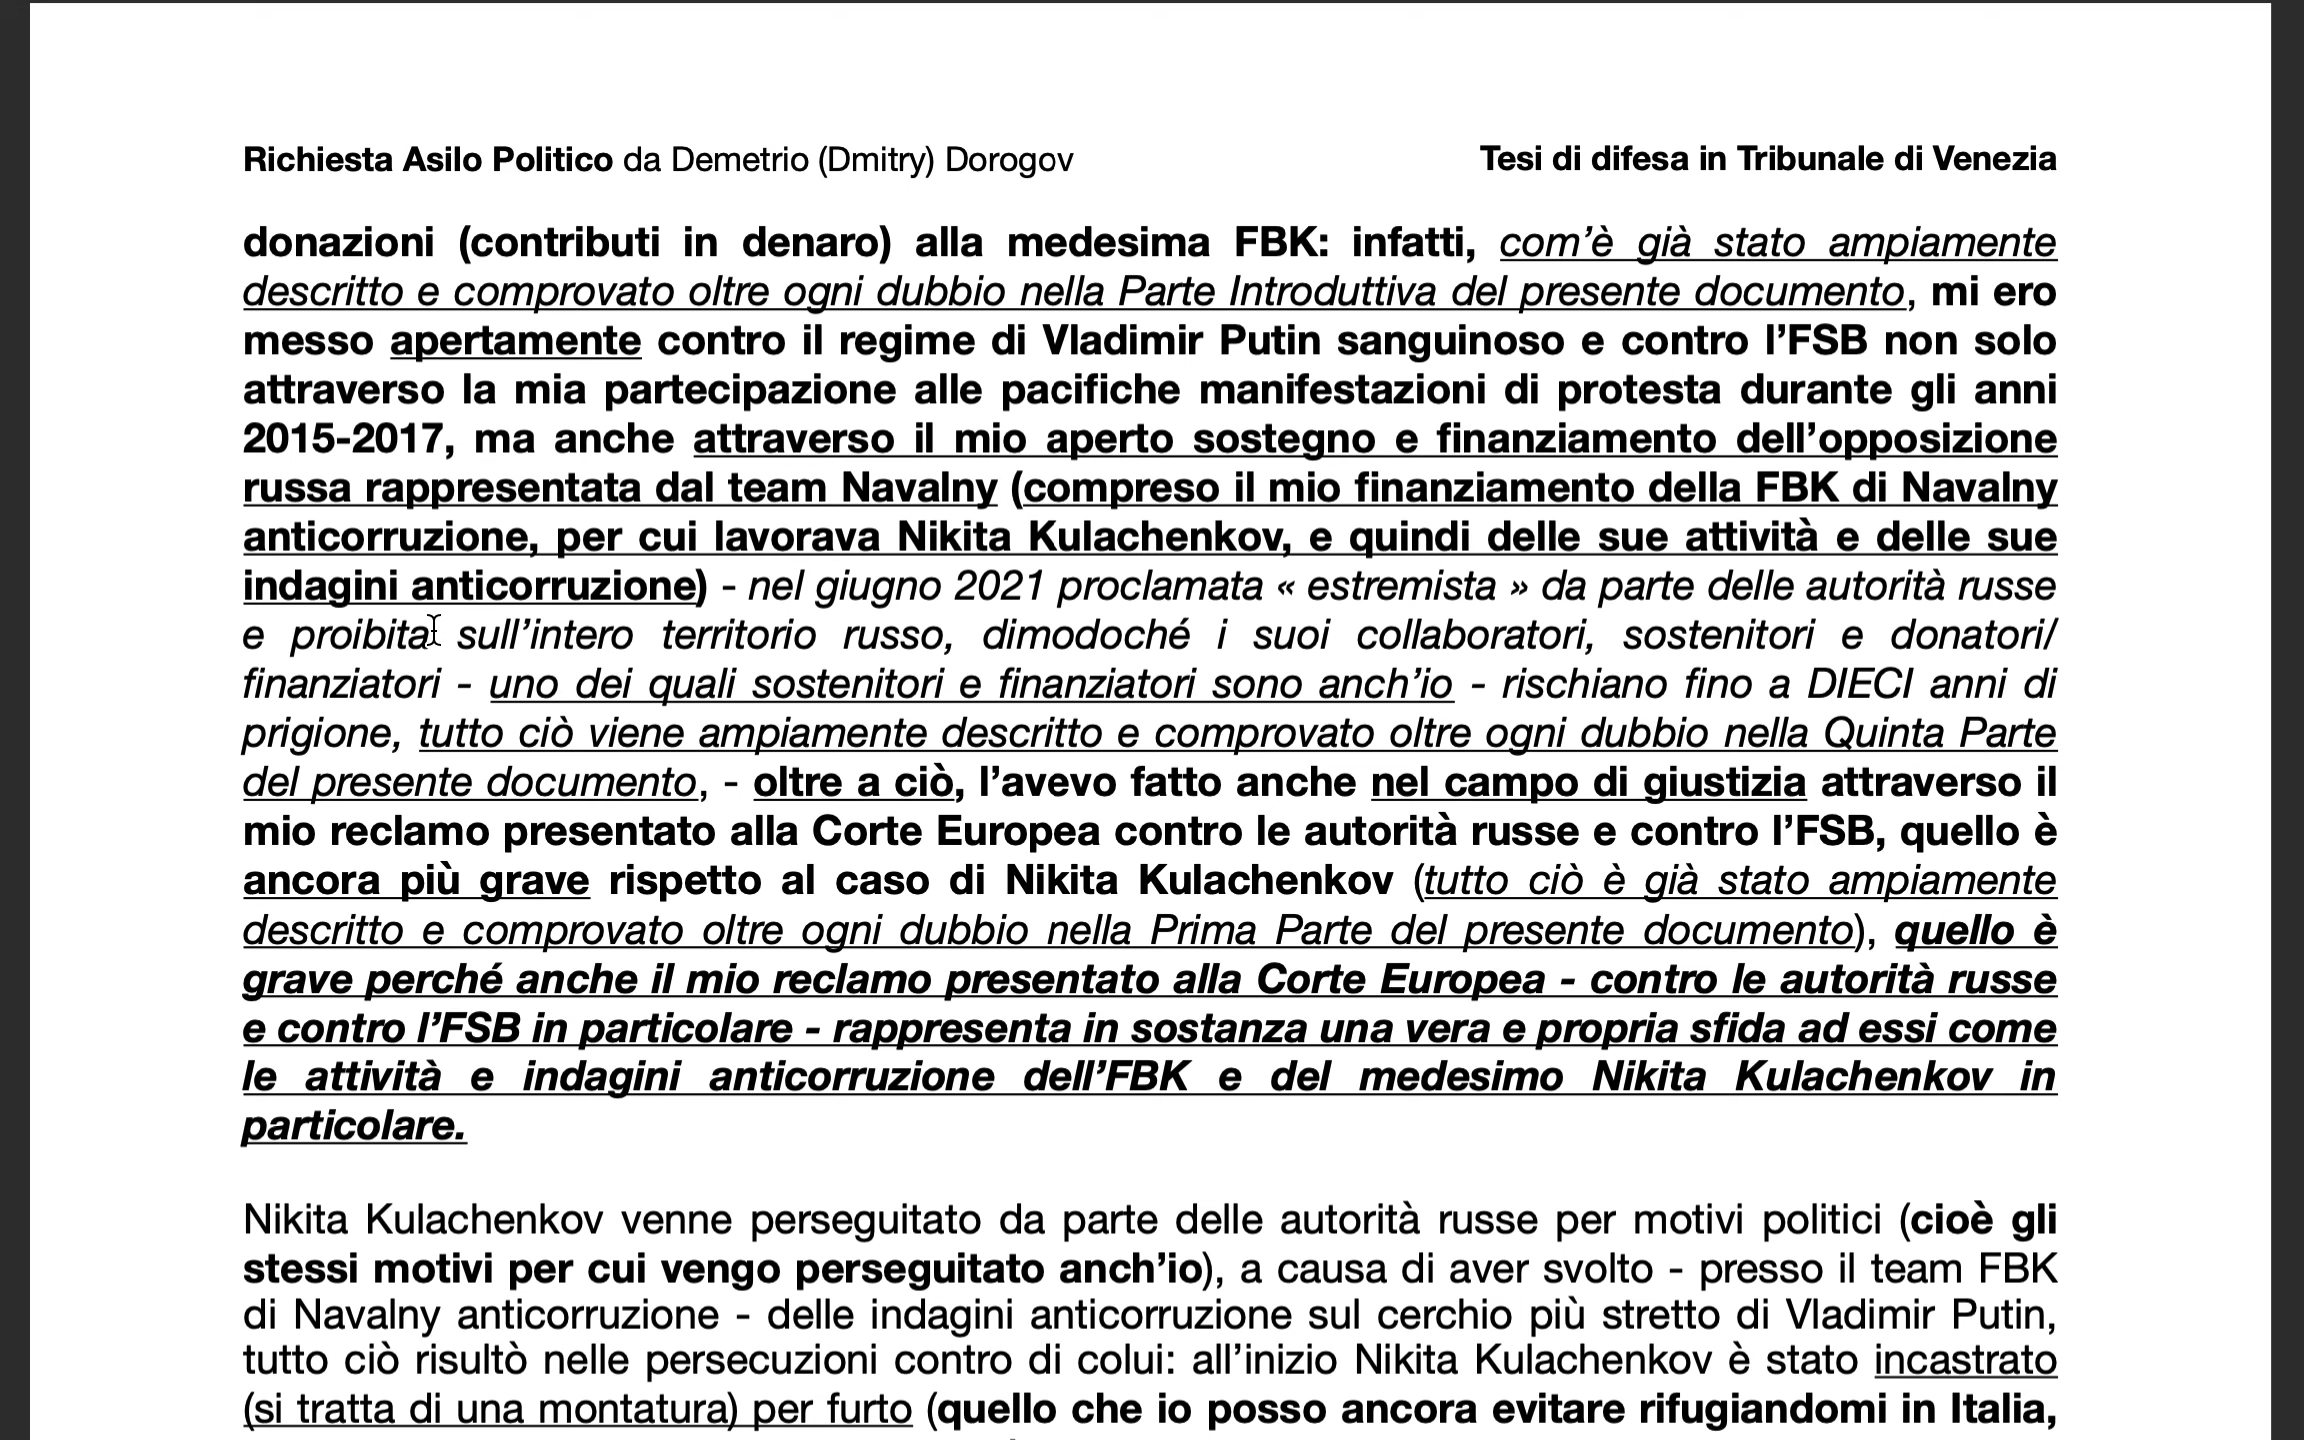 Richiesta Asilo Politico da Demetrio (Dmitry) Dorogov Tesi di difesa in Tribunale di Venezia
donazioni (contributi in denaro) alla medesima FBK: infatti, com’è già stato ampiamente
descritto e comprovato oltre ogni dubbio nella Parte Introduttiva del presente documento, mi ero
messo apertamente contro il regime di Vladimir Putin sanguinoso e contro l’FSB non solo
attraverso la mia partecipazione alle pacifiche manifestazioni di protesta durante gli anni
2015-2017, ma anche attraverso il mio aperto sostegno e finanziamento dell’opposizione
russa rappresentata dal team Navalny (compreso il mio finanziamento della FBK di Navalny
anticorruzione, per cui lavorava Nikita Kulachenkov, e quindi delle sue attività e delle sue
indagini anticorruzione) - nel giugno 2021 proclamata « estremista » da parte delle autorità russe
e proibita sull’intero territorio russo, dimodoché i suoi collaboratori, sostenitori e donatori/
finanziatori - uno dei quali sostenitori e finanziatori sono anch’io - rischiano fino a DIECI anni di
prigione, tutto ciò viene ampiamente descritto e comprovato oltre ogni dubbio nella Quinta Parte
del presente documento, - oltre a ciò, l’avevo fatto anche nel campo di giustizia attraverso il
mio reclamo presentato alla Corte Europea contro le autorità russe e contro l’FSB, quello è
ancora più grave rispetto al caso di Nikita Kulachenkov (tutto ciò è già stato ampiamente
descritto e comprovato oltre ogni dubbio nella Prima Parte del presente documento), quello è
grave perché anche il mio reclamo presentato alla Corte Europea - contro le autorità russe
e contro l’FSB in particolare - rappresenta in sostanza una vera e propria sfida ad essi come
le attività e indagini anticorruzione dell’FBK e del medesimo Nikita Kulachenkov in
particolare.
Nikita Kulachenkov venne perseguitato da parte delle autorità russe per motivi politici (cioè gli
stessi motivi per cui vengo perseguitato anch’io), a causa di aver svolto - presso il team FBK
di Navalny anticorruzione - delle indagini anticorruzione sul cerchio più stretto di Vladimir Putin,
tutto ciò risultò nelle persecuzioni contro di colui: all’inizio Nikita Kulachenkov è stato incastrato
(si tratta di una montatura) per furto (quello che io posso ancora evitare rifugiandomi in Italia,